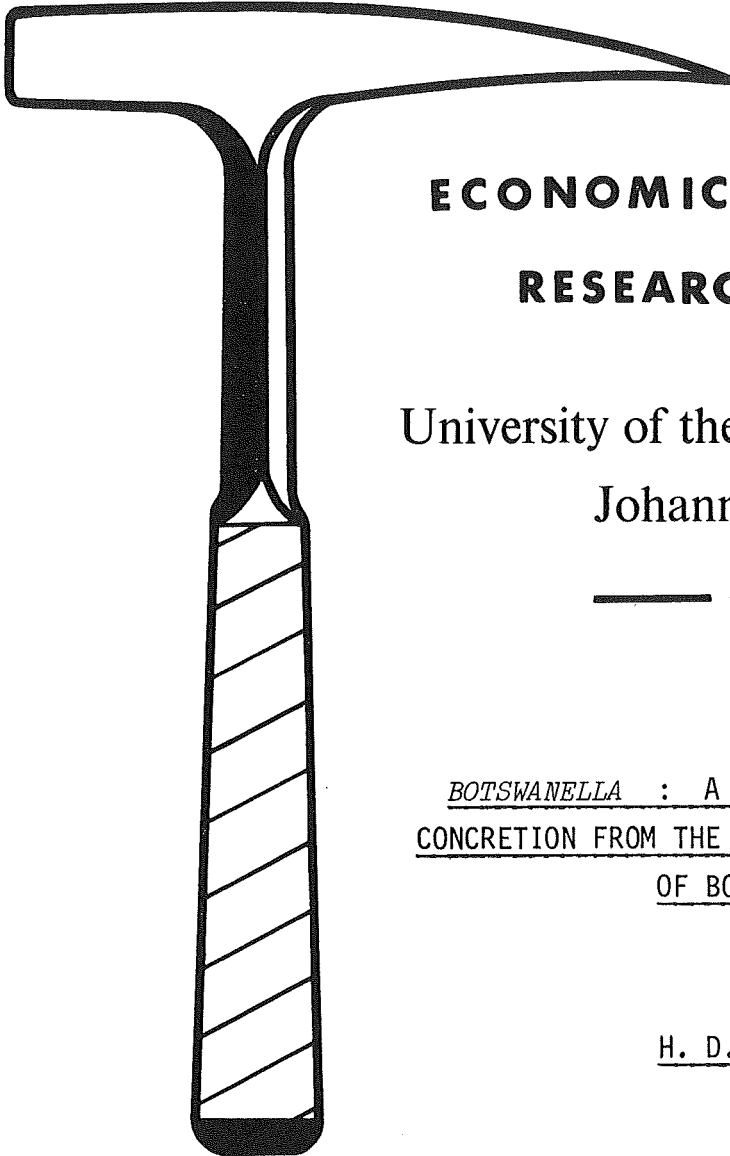 ECONOMIC
RESEARC
University of the
Johann
BOTSWANELLA : A
CONCRETION FROM THE
OF BO
H. D.